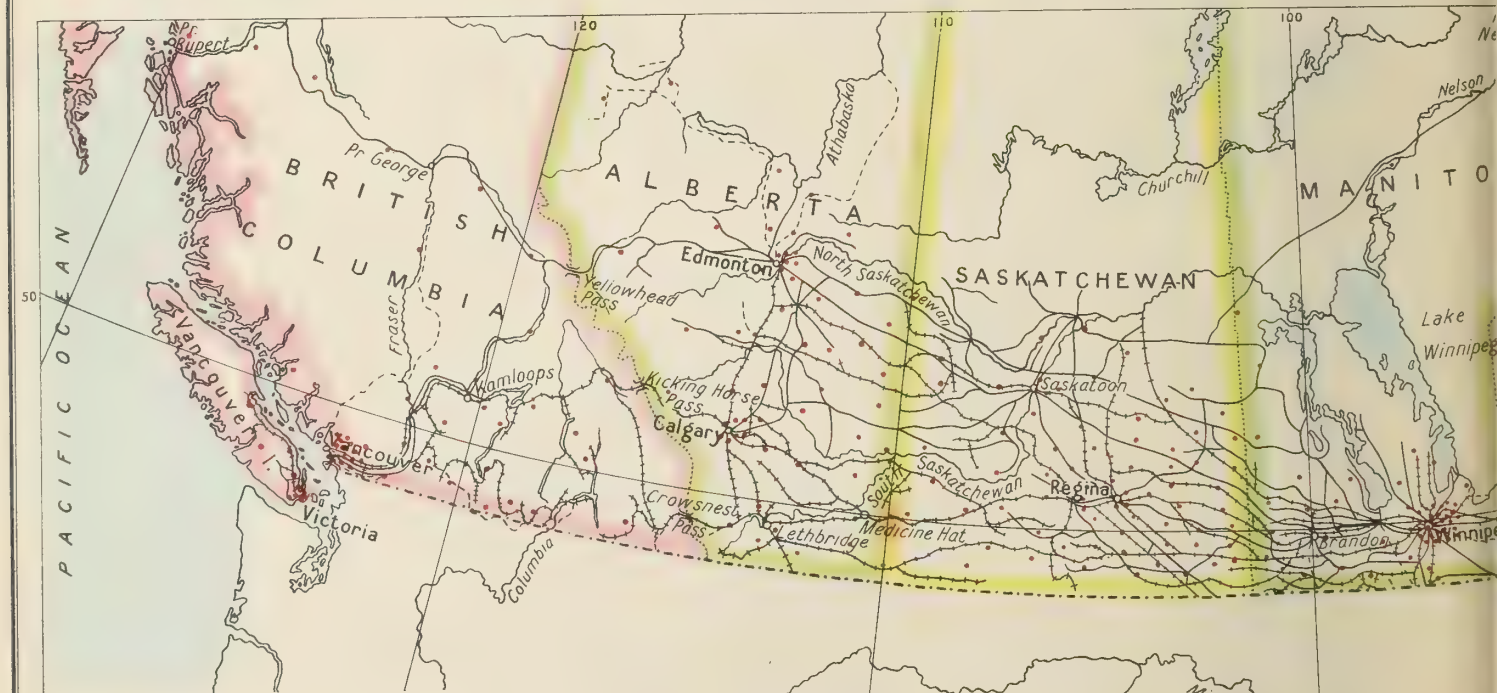 120
110
100
Pr
Rupert
Nelson
Athabaska
Pr George
BRITISH
COLUMBIA
ALBERTA
Churchill
MANITO
Edmonton
North Saskatchewan
SASKATCHEWAN
Yellowhead
Pass
50
PACIFIC OCEAN
Fraser
Lake
Winnipeg
Vancouver I
Kamloops
Kicking Horse
Pass
Saskatoon
Calgary
Vancouver
South
Saskatchewan
Regina
Crowsnest
Pass
Lethbridge
Medicine Hat
Brandon
Winnipe
Victoria
Columbia